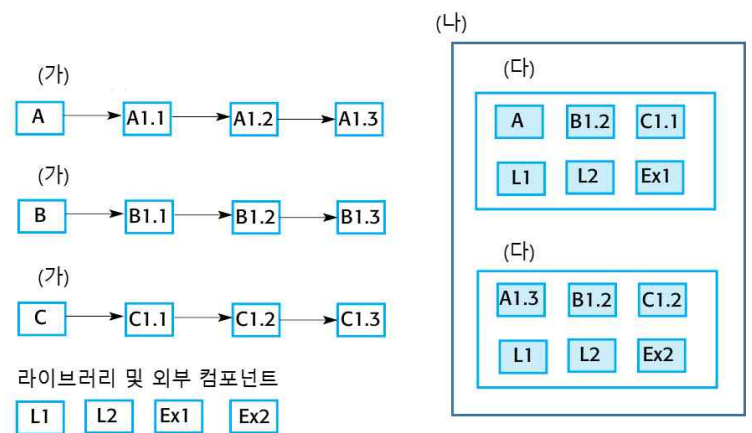 (가)
A A1.1 A1.2 A1.3
(가)
B B1.1 B1.2 B1.3
(가)
C C1.1 C1.2 C1.3
라이브러리 및 외부 컴포넌트
L1 L2 Ex1 Ex2
(나)
(다)
A B1.2 C1.1
L1 L2 Ex1
(다)
A1.3 B1.2 C1.2
L1 L2 Ex2